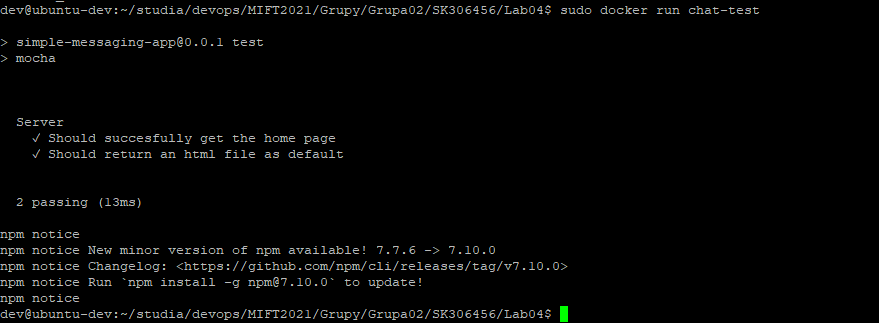 dev@ubuntu-dev:~/studia/devops/MIFT2021/Grupy/Grupa02/SK306456/Lab04$ sudo docker run chat-test
> simple-messaging-app@0.0.1 test
> mocha
Server
✓ Should succesfully get the home page
✓ Should return an html file as default
2 passing (13ms)
npm notice
npm notice New minor version of npm available! 7.7.6 -> 7.10.0
npm notice Changelog: <https://github.com/npm/cli/releases/tag/v7.10.0>
npm notice Run `npm install -g npm@7.10.0` to update!
npm notice
dev@ubuntu-dev:~/studia/devops/MIFT2021/Grupy/Grupa02/SK306456/Lab04$